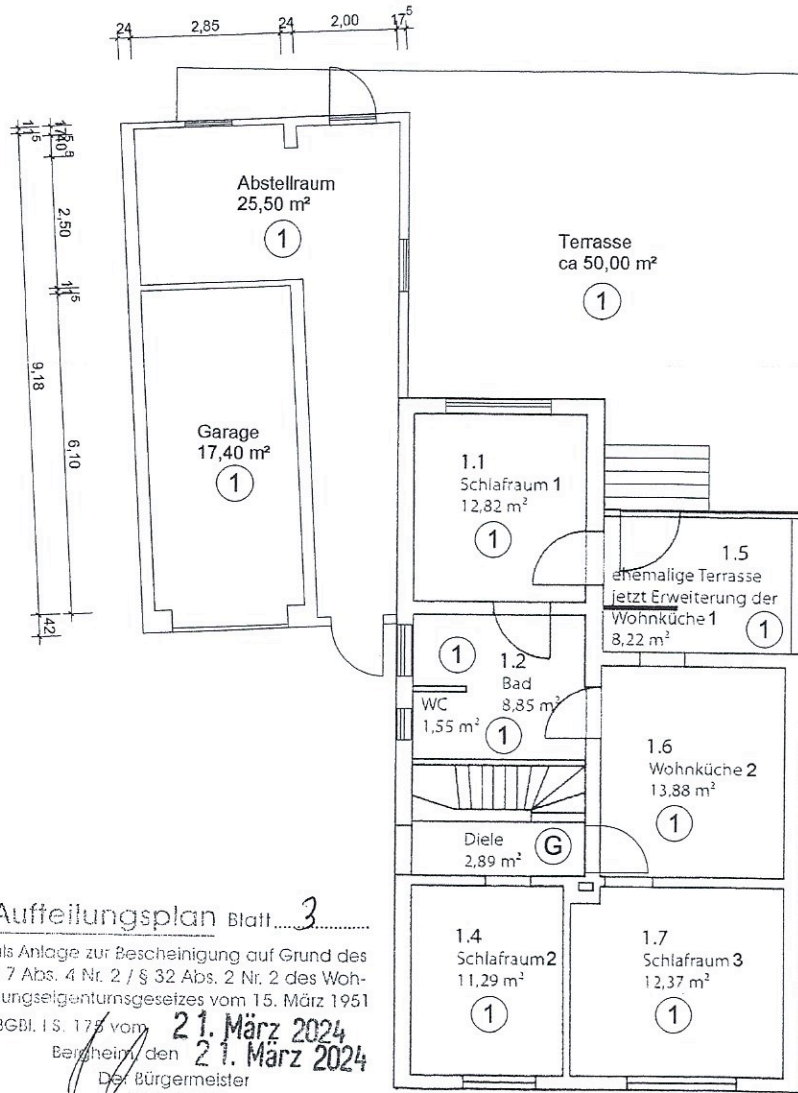 24 2,85 24 2,00 17⁵
2,50
11⁵
9,18
6,10
42
Abstellraum
25,50 m²
1
Terrasse
ca 50,00 m²
1
Garage
17,40 m²
1
1.1
Schlafraum 1
12,82 m²
1
1.5
ehemalige Terrasse
jetzt Erweiterung der
Wohnküche 1
8,22 m²
1
1
1.2
Bad
8,85 m²
1
WC
1,55 m²
1.6
Wohnküche 2
13,88 m²
1
Diele
2,89 m²
G
1.4
Schlafraum 2
11,29 m²
1
1.7
Schlafraum 3
12,37 m²
1
Aufteilungsplan Blatt 3
als Anlage zur Bescheinigung auf Grund des
7 Abs. 4 Nr. 2 / § 32 Abs. 2 Nr. 2 des Woh-
ungseigentumsgesetzes vom 15. März 1951
BGBl. I S. 175 vom 21. März 2024
Bergheim, den 21. März 2024
Der Bürgermeister